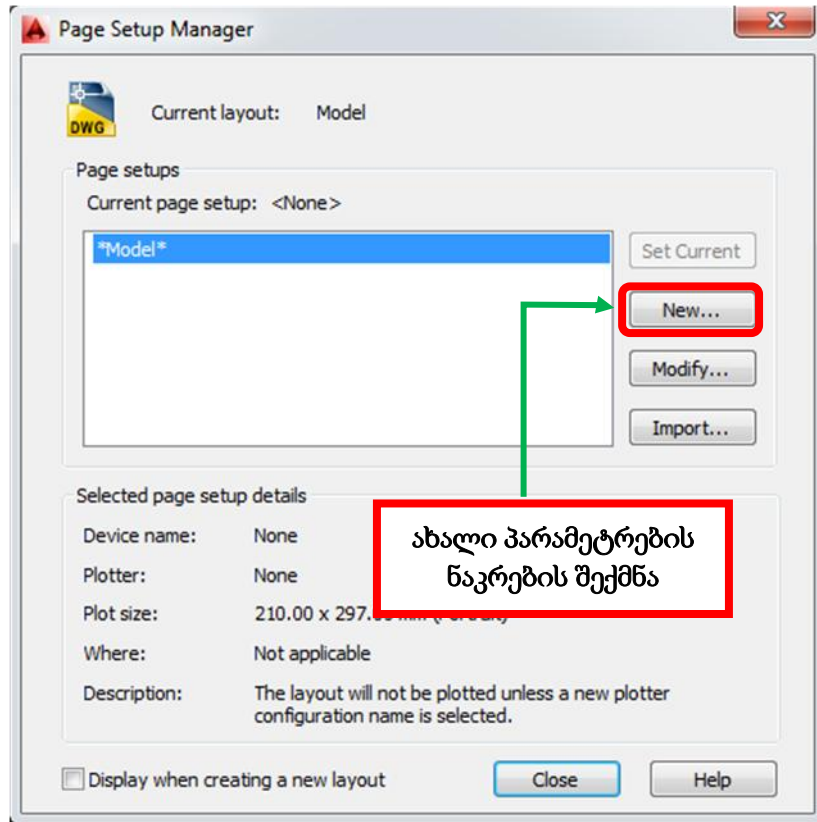 Page Setup Manager
DWG
Current layout: Model
Page setups
Current page setup: <None>
*Model*
Set Current
New...
Modify...
Import...
Selected page setup details
Device name: None
Plotter: None
Plot size: 210.00 x 297.
Where: Not applicable
Description: The layout will not be plotted unless a new plotter
configuration name is selected.
ახალი პარამეტრების
ნაკრების შექმნა
Display when creating a new layout
Close
Help